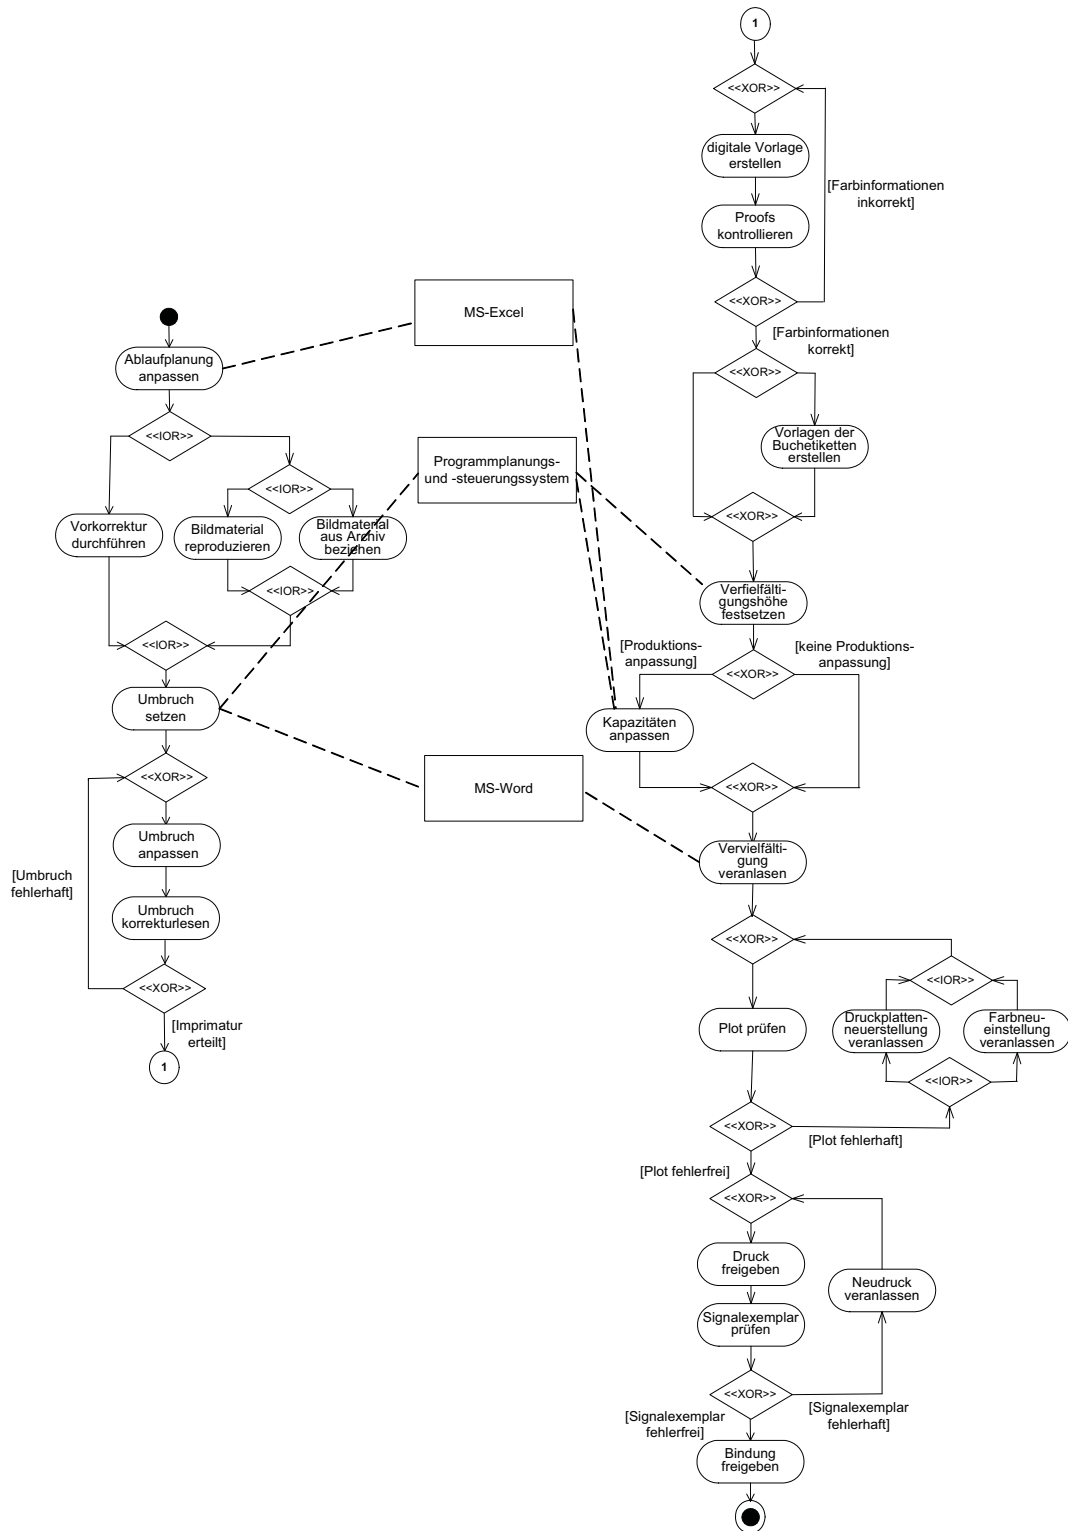 Ablaufplanung
anpassen
<<IOR>>
<<IOR>>
Vorkorrektur
durchführen
Bildmaterial
reproduzieren
Bildmaterial
aus Archiv
beziehen
<<IOR>>
<<IOR>>
Umbruch
setzen
<<XOR>>
Umbruch
anpassen
[Umbruch
fehlerhaft]
Umbruch
korrekturlesen
<<XOR>>
[Imprimatur
erteilt]
1
MS-Excel
Programmplanungs-
und -steuerungssystem
MS-Word
1
<<XOR>>
digitale Vorlage
erstellen
[Farbinformationen
inkorrekt]
Proofs
kontrollieren
<<XOR>>
[Farbinformationen
korrekt]
<<XOR>>
Vorlagen der
Buchetiketten
erstellen
<<XOR>>
Verfielfälti-
gungshöhe
festsetzen
[Produktions-
anpassung]
[keine Produktions-
anpassung]
<<XOR>>
Kapazitäten
anpassen
<<XOR>>
Vervielfälti-
gung
veranlasen
<<XOR>>
<<IOR>>
Druckplatten-
neuerstellung
veranlassen
Farbneu-
einstellung
veranlassen
Plot prüfen
<<IOR>>
<<XOR>>
[Plot fehlerhaft]
[Plot fehlerfrei]
<<XOR>>
Druck
freigeben
Neudruck
veranlassen
Signalexemplar
prüfen
<<XOR>>
[Signalexemplar
fehlerhaft]
[Signalexemplar
fehlerfrei]
Bindung
freigeben